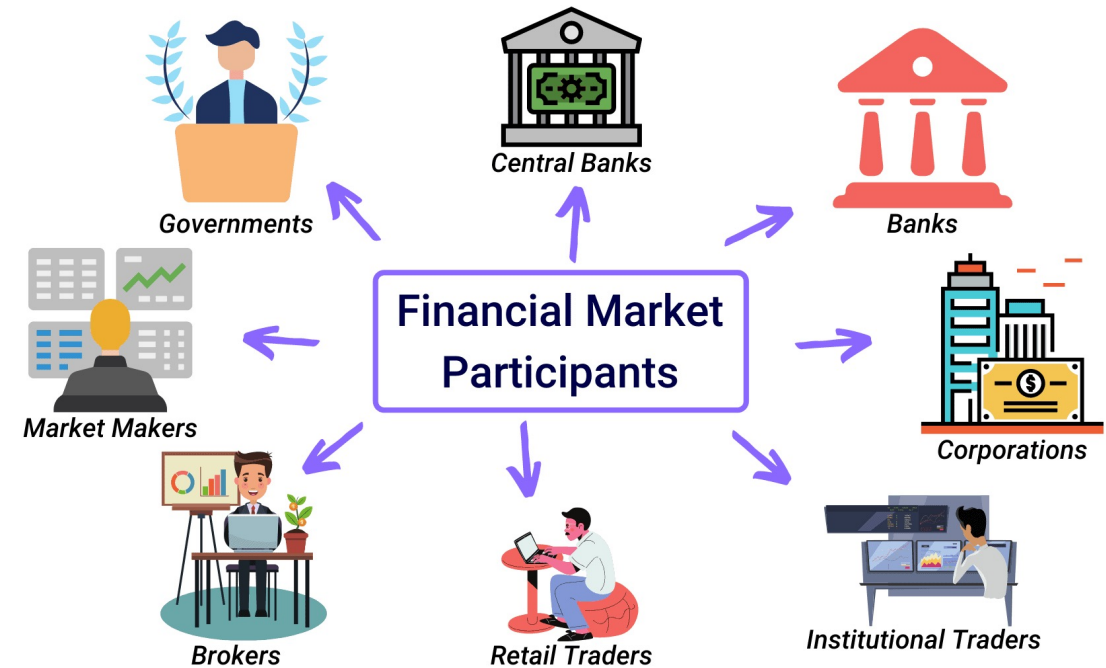 Central Banks
Governments
Banks
Financial Market
Participants
Market Makers
$
Corporations
Brokers
Retail Traders
Institutional Traders